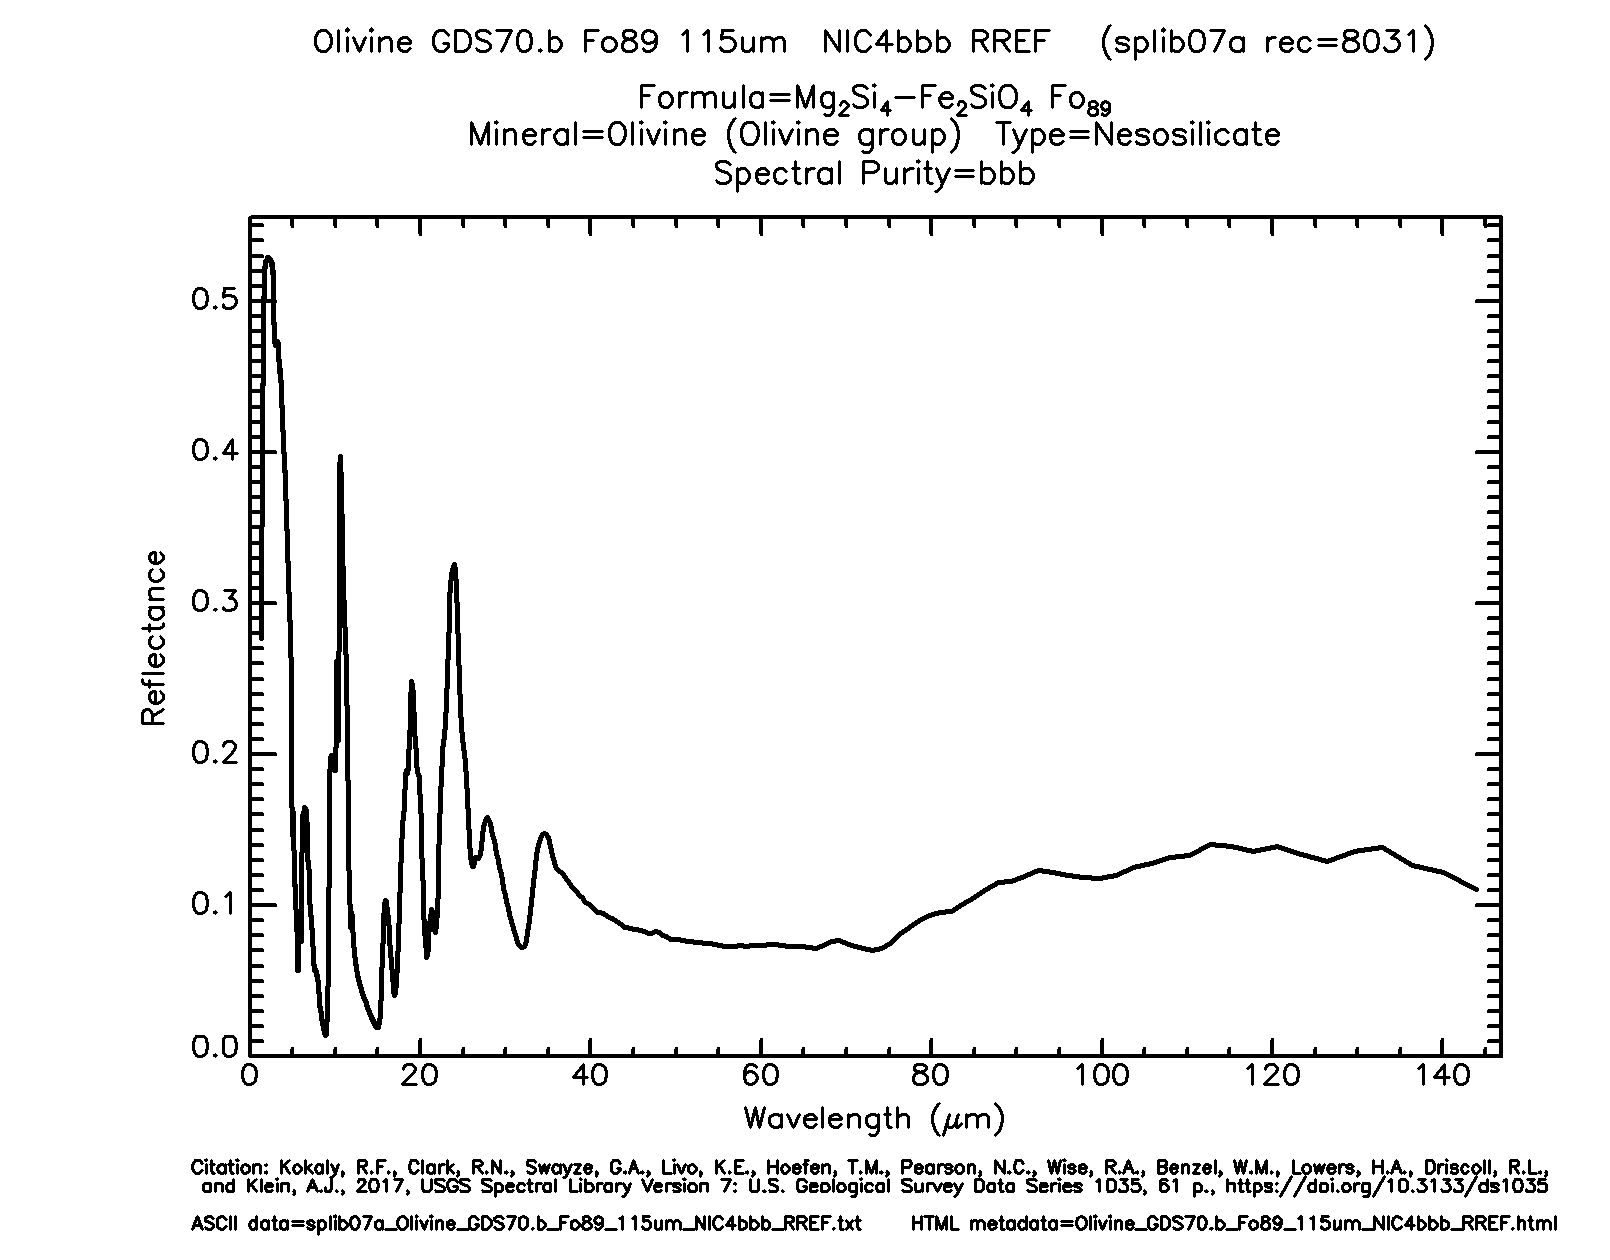 Olivine GDS70.b Fo89 115um NIC4bbb RREF (splib07a rec=8031)
Formula=Mg₂Si₄−Fe₂SiO₄ Fo₈₉
Mineral=Olivine (Olivine group) Type=Nesosilicate
Spectral Purity=bbb
0.5
0.4
0.3
0.2
0.1
0.0
Reflectance
0 20 40 60 80 100 120 140
Wavelength (μm)
Citation: Kokaly, R.F., Clark, R.N., Swayze, G.A., Livo, K.E., Hoefen, T.M., Pearson, N.C., Wise, R.A., Benzel, W.M., Lowers, H.A., Driscoll, R.L.,
and Klein, A.J., 2017, USGS Spectral Library Version 7: U.S. Geological Survey Data Series 1035, 61 p., https://doi.org/10.3133/ds1035
ASCII data=splib07a_Olivine_GDS70.b_Fo89_115um_NIC4bbb_RREF.txt HTML metadata=Olivine_GDS70.b_Fo89_115um_NIC4bbb_RREF.html